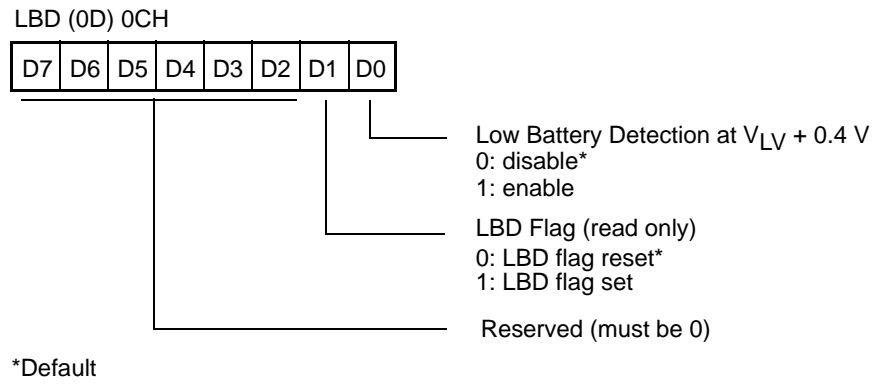 LBD (0D) 0CH
D7 D6 D5 D4 D3 D2 D1 D0
Low Battery Detection at VLV + 0.4 V
0: disable*
1: enable
LBD Flag (read only)
0: LBD flag reset*
1: LBD flag set
Reserved (must be 0)
*Default